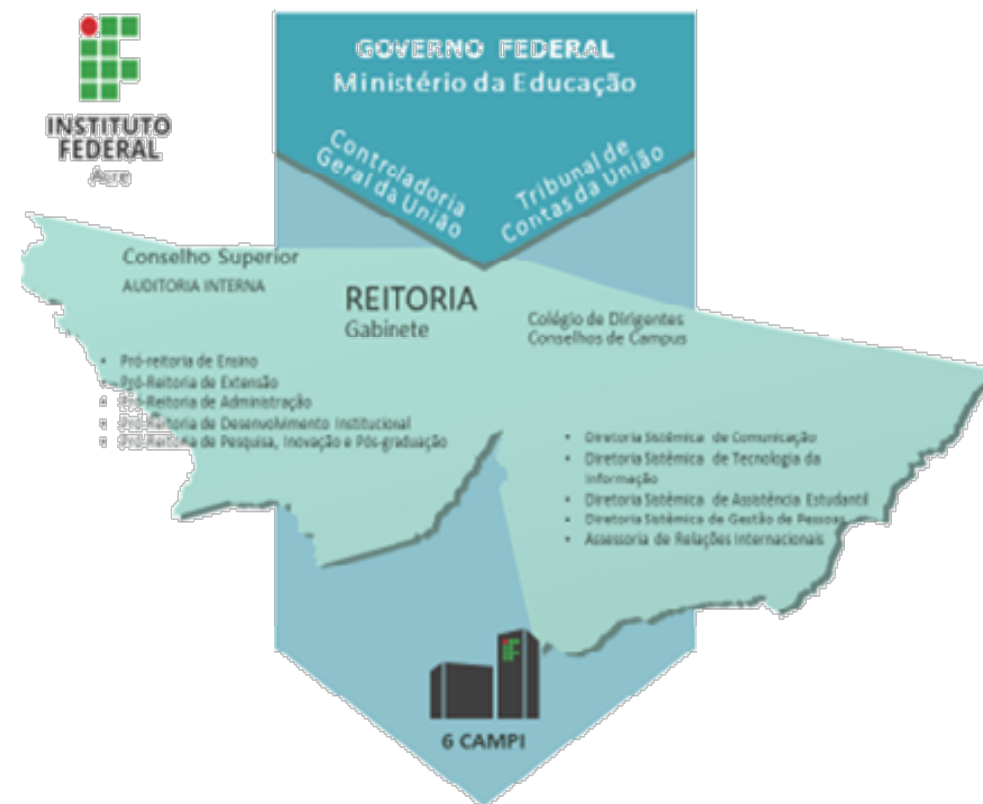 INSTITUTO
FEDERAL
Acre
GOVERNO FEDERAL
Ministério da Educação
Controladoria
Geral da União
Tribunal de
Contas da União
Conselho Superior
AUDITORIA INTERNA
REITORIA
Gabinete
Colégio de Dirigentes
Conselhos de Campus
• Pró-reitoria de Ensino
• Pró-Reitoria de Extensão
• Pró-Reitoria de Administração
• Pró-Reitoria de Desenvolvimento Institucional
• Pró-Reitoria de Pesquisa, Inovação e Pós-graduação
• Diretoria Sistêmica de Comunicação
• Diretoria Sistêmica de Tecnologia da
Informação
• Diretoria Sistêmica de Assistência Estudantil
• Diretoria Sistêmica de Gestão de Pessoas
• Assessoria de Relações Internacionais
6 CAMPI